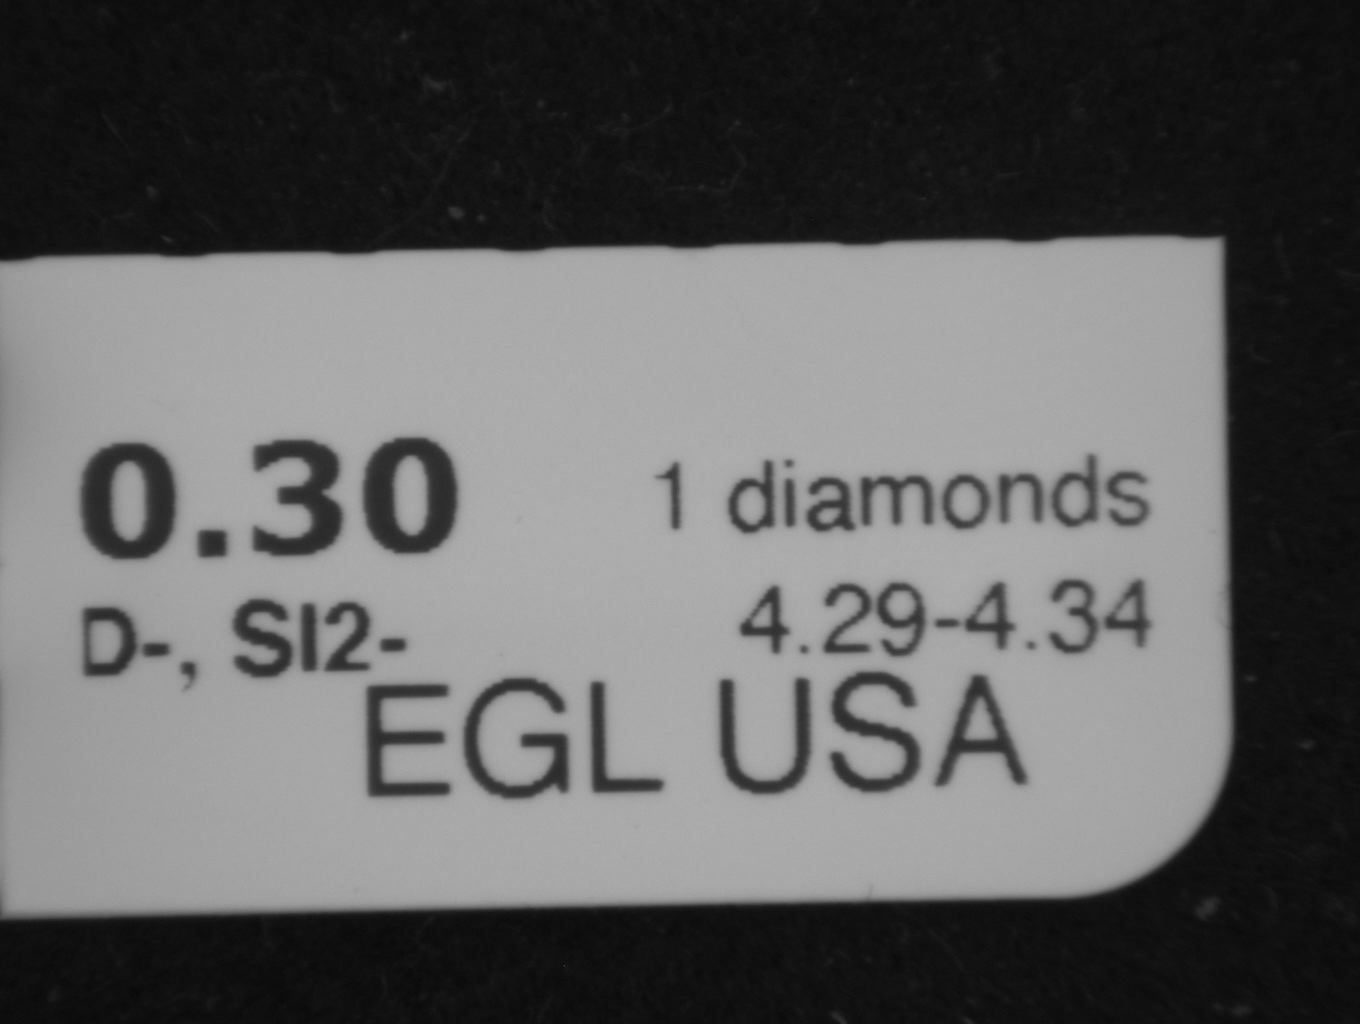 0.30 1 diamonds
D-, SI2- 4.29-4.34
EGL USA